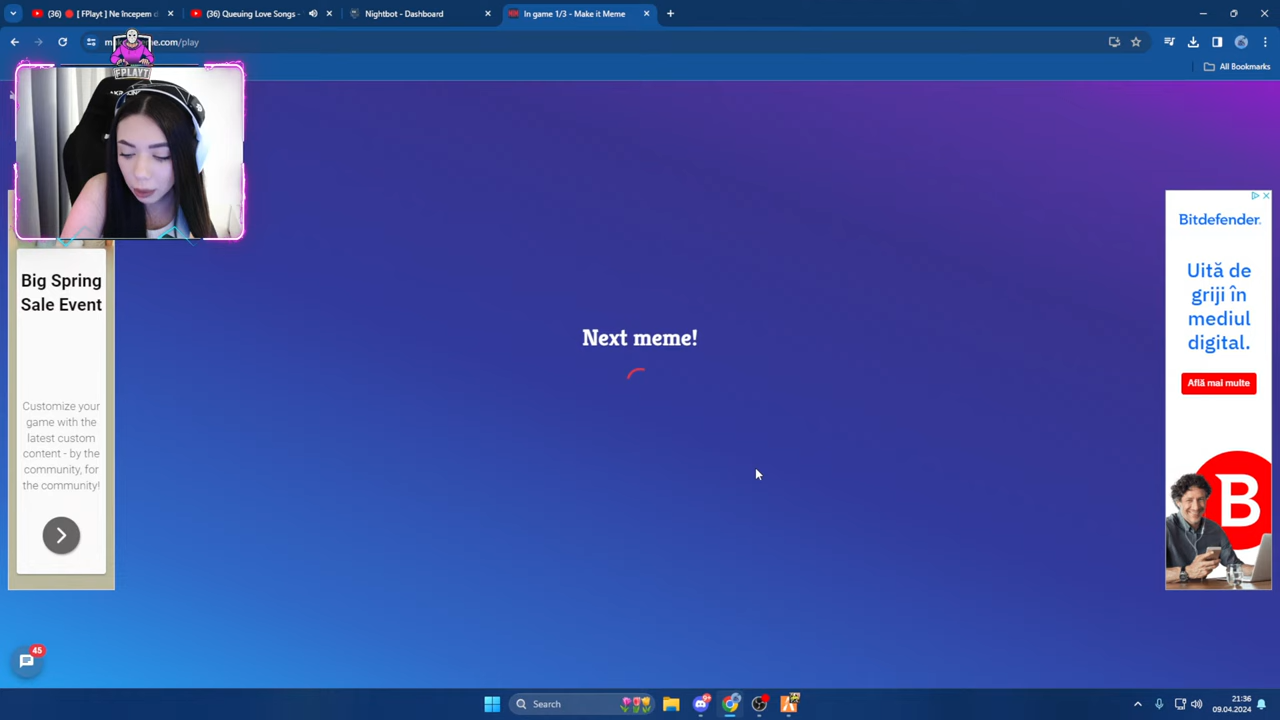 (36) 🔴 [ FPlayt ] Ne Incepem d
(36) Queuing Love Songs -
Nightbot - Dashboard
In game 1/3 - Make it Meme
.com/play
All Bookmarks
FPLAYT
Big Spring
Sale Event
Customize your
game with the
latest custom
content - by the
community, for
the community!
Next meme!
Bitdefender.
Uită de
griji în
mediul
digital.
Află mai multe
B
45
Search
21:36
09.04.2024